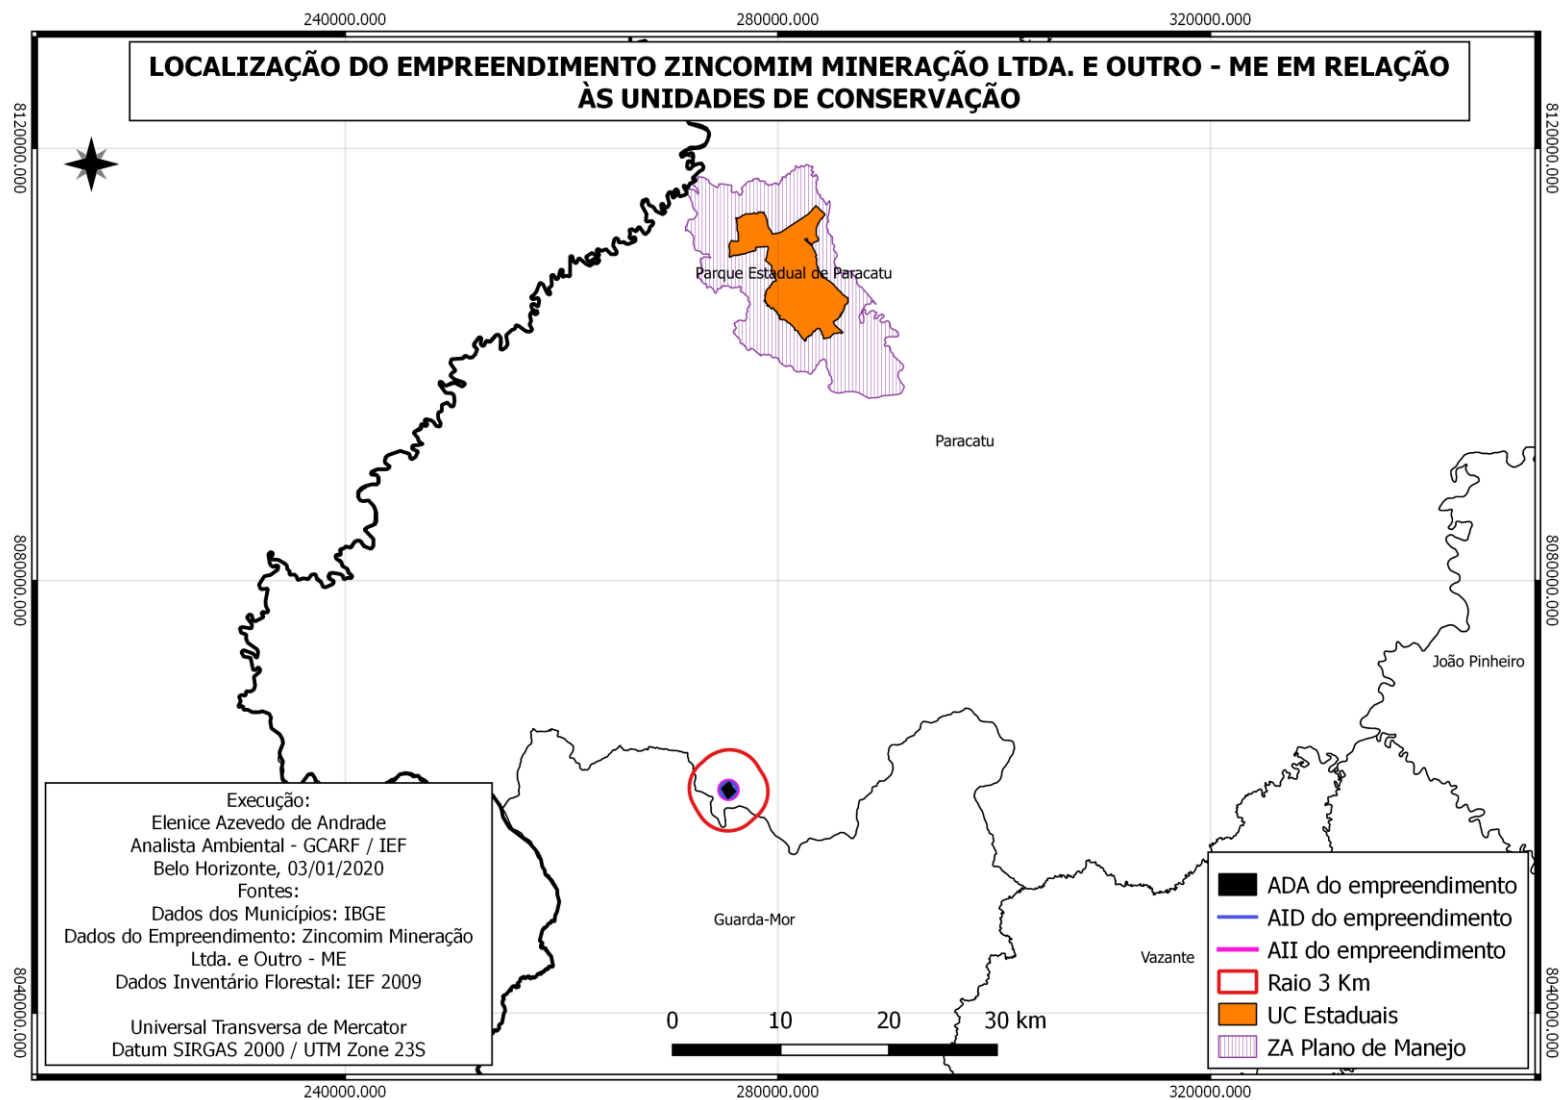 240000.000
280000.000
320000.000
LOCALIZAÇÃO DO EMPREENDIMENTO ZINCOMIM MINERAÇÃO LTDA. E OUTRO - ME EM RELAÇÃO
ÀS UNIDADES DE CONSERVAÇÃO
8120000.000
8120000.000
Parque Estadual de Paracatu
Paracatu
8080000.000
8080000.000
João Pinheiro
Guarda-Mor
Vazante
Execução:
Elenice Azevedo de Andrade
Analista Ambiental - GCARF / IEF
Belo Horizonte, 03/01/2020
Fontes:
Dados dos Municípios: IBGE
Dados do Empreendimento: Zincomim Mineração
Ltda. e Outro - ME
Dados Inventário Florestal: IEF 2009
Universal Transversa de Mercator
Datum SIRGAS 2000 / UTM Zone 23S
0 10 20 30 km
ADA do empreendimento
AID do empreendimento
AII do empreendimento
Raio 3 Km
UC Estaduais
ZA Plano de Manejo
8040000.000
8040000.000
240000.000
280000.000
320000.000